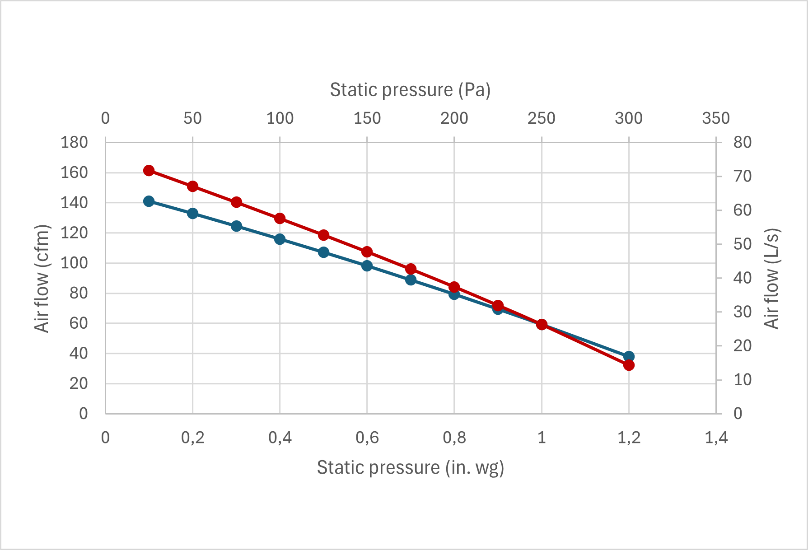 Static pressure (Pa)
0 50 100 150 200 250 300 350
180 80
160 70
140 60
120 50
100 40
80 30
60 20
40 10
20 0
0
Air flow (cfm)
Air flow (L/s)
0 0,2 0,4 0,6 0,8 1 1,2 1,4
Static pressure (in. wg)